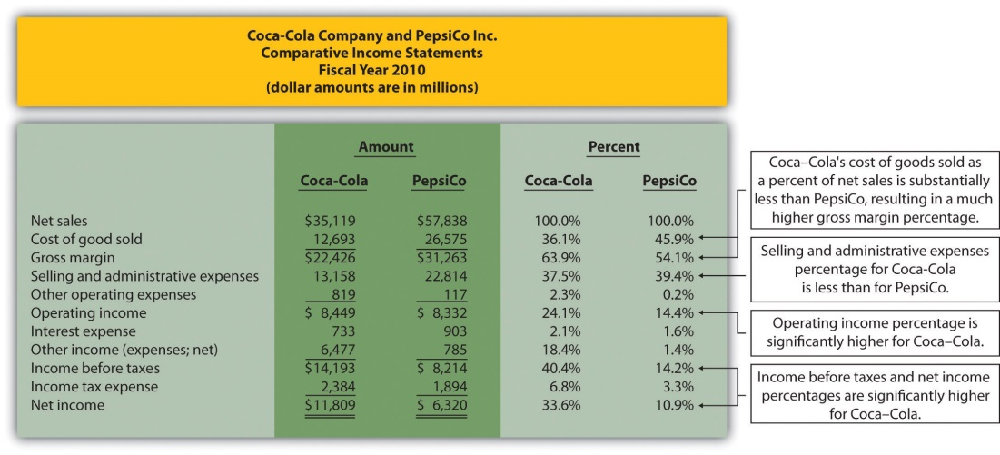 Coca-Cola Company and PepsiCo Inc.
Comparative Income Statements
Fiscal Year 2010
(dollar amounts are in millions)
Amount Percent
Coca-Cola PepsiCo Coca-Cola PepsiCo
Net sales $35,119 $57,838 100.0% 100.0%
Cost of good sold 12,693 26,575 36.1% 45.9%
Gross margin $22,426 $31,263 63.9% 54.1%
Selling and administrative expenses 13,158 22,814 37.5% 39.4%
Other operating expenses 819 117 2.3% 0.2%
Operating income $ 8,449 $ 8,332 24.1% 14.4%
Interest expense 733 903 2.1% 1.6%
Other income (expenses; net) 6,477 785 18.4% 1.4%
Income before taxes $14,193 $ 8,214 40.4% 14.2%
Income tax expense 2,384 1,894 6.8% 3.3%
Net income $11,809 $ 6,320 33.6% 10.9%
Coca–Cola's cost of goods sold as
a percent of net sales is substantially
less than PepsiCo, resulting in a much
higher gross margin percentage.
Selling and administrative expenses
percentage for Coca-Cola
is less than for PepsiCo.
Operating income percentage is
significantly higher for Coca–Cola.
Income before taxes and net income
percentages are significantly higher
for Coca–Cola.